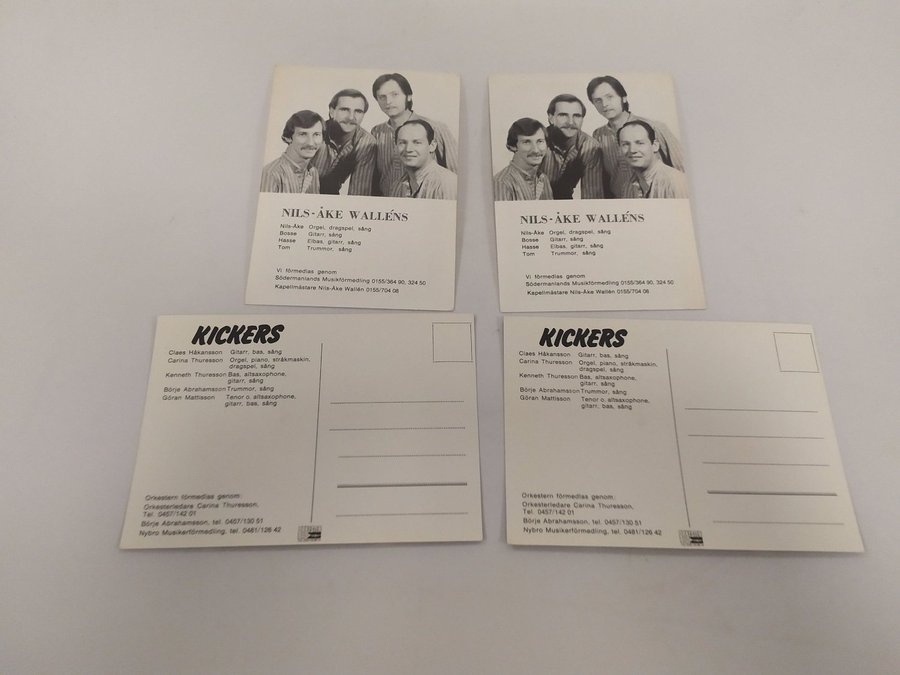 NILS-ÅKE WALLÉNS
Nils-Åke Orgel, dragspel, sång
Bosse Gitarr, sång
Hasse Elbas, gitarr, sång
Tom Trummor, sång
Vi förmedlas genom
Södermanlands Musikförmedling 0155/364 90, 324 50
Kapellmästare Nils-Åke Wallén 0155/704 08
NILS-ÅKE WALLÉNS
Nils-Åke Orgel, dragspel, sång
Bosse Gitarr, sång
Hasse Elbas, gitarr, sång
Tom Trummor, sång
Vi förmedlas genom
Södermanlands Musikförmedling 0155/364 90, 324 50
Kapellmästare Nils-Åke Wallén 0155/704 08
KICKERS
Claes Håkansson Gitarr, bas, sång
Carina Thuresson Orgel, piano, stråkmaskin,
dragspel, sång
Kenneth Thuresson Bas, altsaxophone,
gitarr, sång
Börje Abrahamsson Trummor, sång
Göran Mattisson Tenor o. altsaxophone,
gitarr, bas, sång
Orkestern förmedlas genom:
Orkesterledare Carina Thuresson,
Tel. 0457/142 01
Börje Abrahamsson, tel. 0457/130 51
Nybro Musikerförmedling, tel. 0481/126 42
KICKERS
Claes Håkansson Gitarr, bas, sång
Carina Thuresson Orgel, piano, stråkmaskin,
dragspel, sång
Kenneth Thuresson Bas, altsaxophone,
gitarr, sång
Börje Abrahamsson Trummor, sång
Göran Mattisson Tenor o. altsaxophone,
gitarr, bas, sång
Orkestern förmedlas genom:
Orkesterledare Carina Thuresson,
Tel. 0457/142 01
Börje Abrahamsson, tel. 0457/130 51
Nybro Musikerförmedling, tel. 0481/126 42